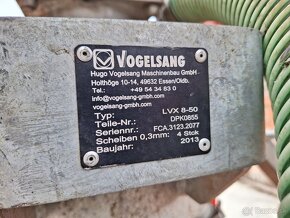 VOGELSANG
Hugo Vogelsang Maschinenbau GmbH
Holthöge 10-14, 49632 Essen/Oldb.
Tel.: +49 54 34 83 0
info@vogelsang-gmbh.com
vogelsang-gmbh.com
Typ: LVX 8-50
Teile-Nr.: DPK0855
Seriennr.: FCA.3123.2077
Scheiben 0,3mm: 4 Stck
Baujahr: 2013